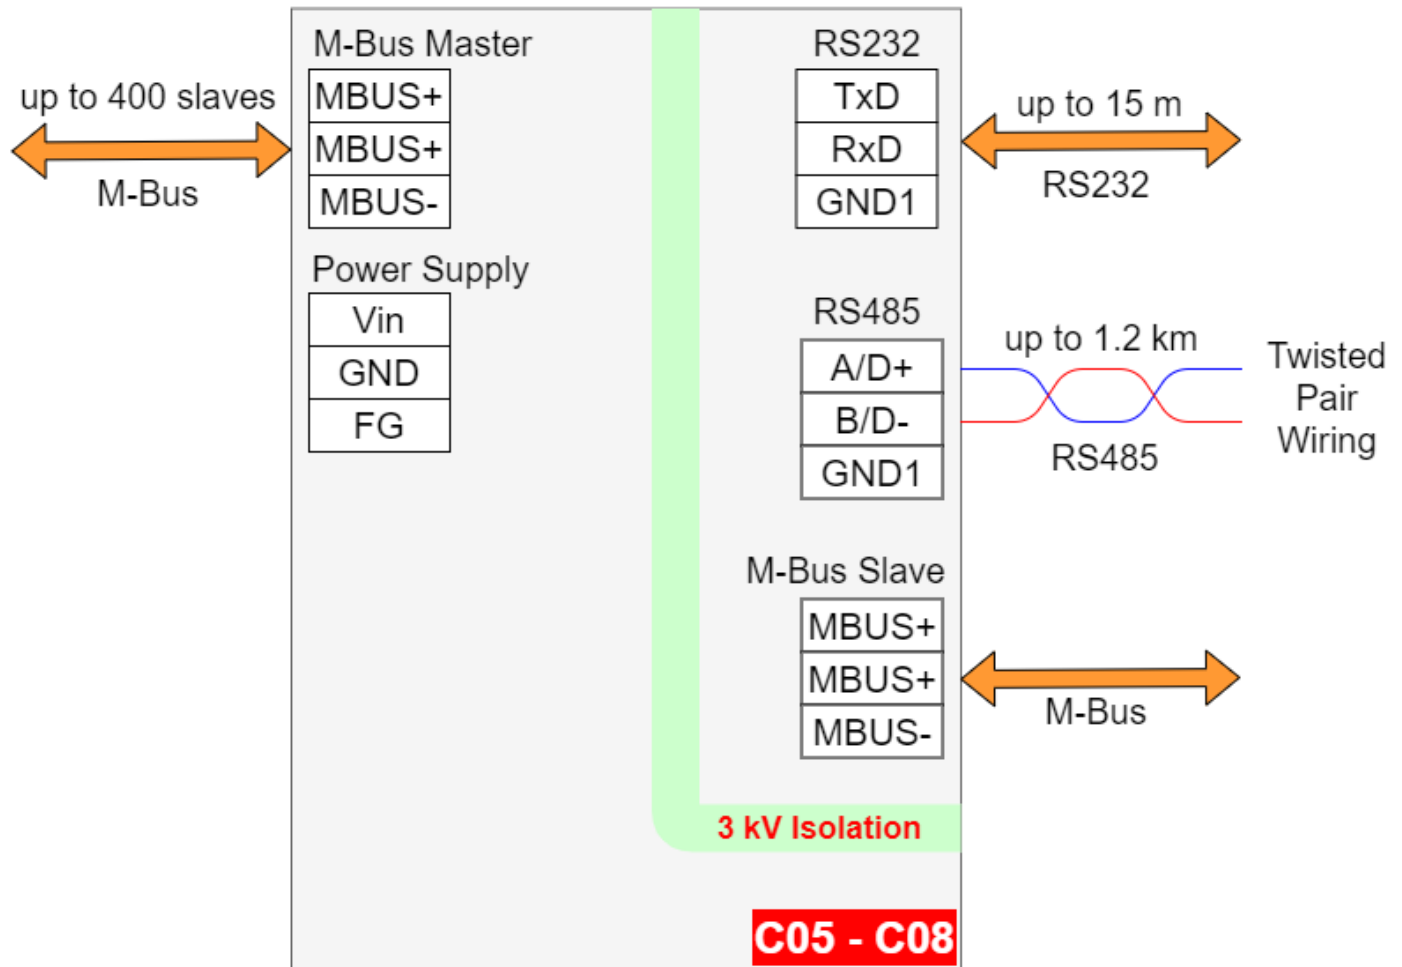 up to 400 slaves
M-Bus
M-Bus Master
MBUS+
MBUS+
MBUS-
Power Supply
Vin
GND
FG
RS232
TxD
RxD
GND1
up to 15 m
RS232
RS485
A/D+
B/D-
GND1
up to 1.2 km
RS485
Twisted
Pair
Wiring
M-Bus Slave
MBUS+
MBUS+
MBUS-
M-Bus
3 kV Isolation
C05 - C08